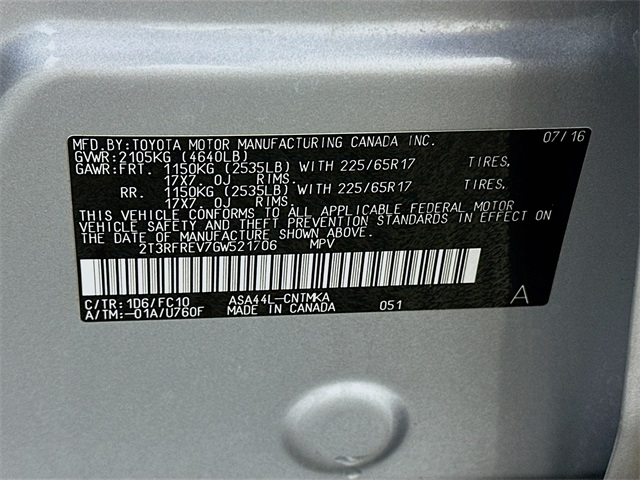 MFD.BY:TOYOTA MOTOR MANUFACTURING CANADA INC. 07/16
GVWR:2105KG (4640LB)
GAWR:FRT. 1150KG (2535LB) WITH 225/65R17 TIRES,
17X7.0J RIMS.
RR. 1150KG (2535LB) WITH 225/65R17 TIRES,
17X7.0J RIMS.
THIS VEHICLE CONFORMS TO ALL APPLICABLE FEDERAL MOTOR
VEHICLE SAFETY AND THEFT PREVENTION STANDARDS IN EFFECT ON
THE DATE OF MANUFACTURE SHOWN ABOVE.
2T3RFREV7GW521706 MPV
C/TR:1D6/FC10 ASA44L-CNTMKA 051 A
A/TM:-01A/U760F MADE IN CANADA